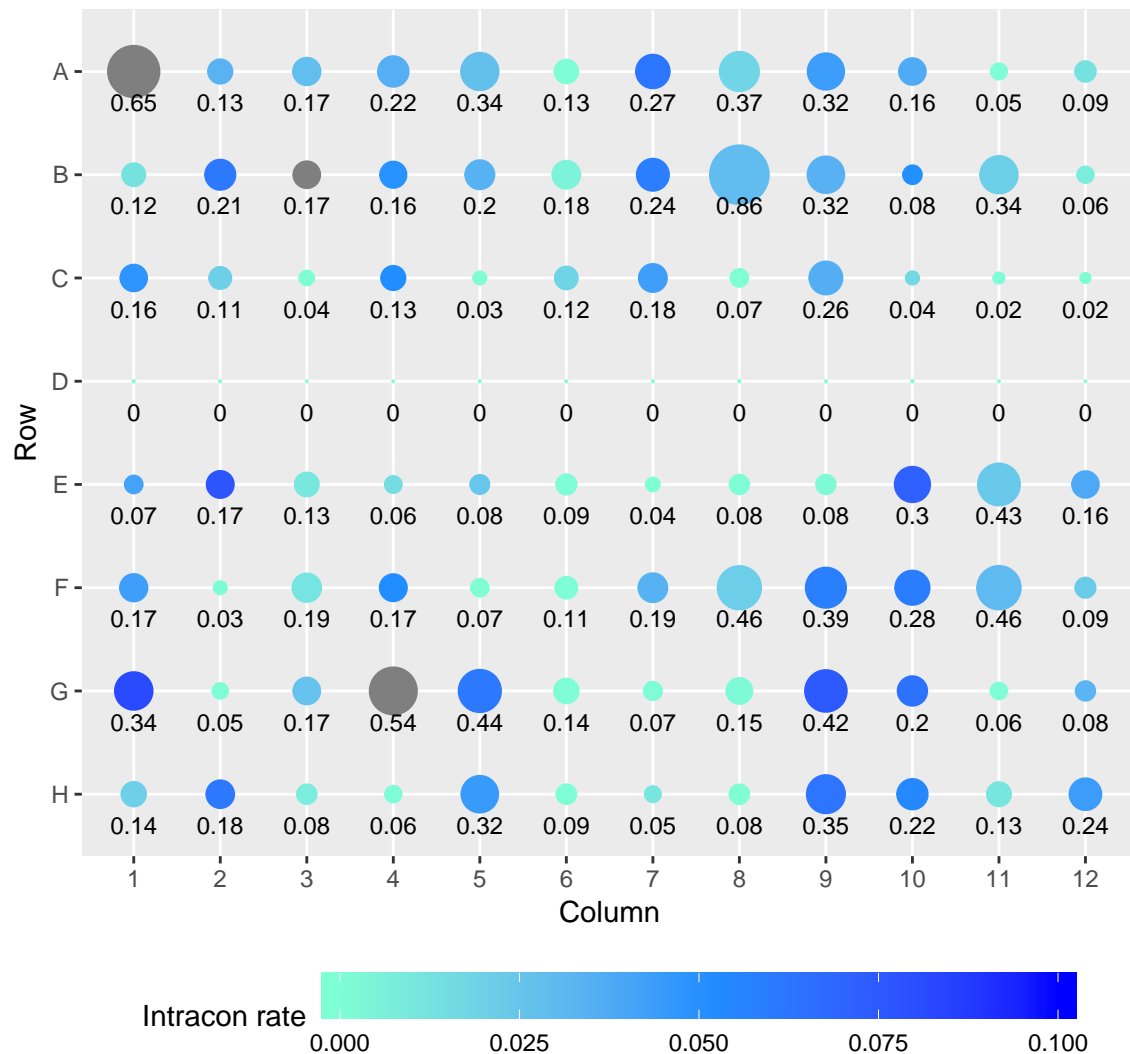 A
0.65 0.13 0.17 0.22 0.34 0.13 0.27 0.37 0.32 0.16 0.05 0.09
B
0.12 0.21 0.17 0.16 0.2 0.18 0.24 0.86 0.32 0.08 0.34 0.06
C
0.16 0.11 0.04 0.13 0.03 0.12 0.18 0.07 0.26 0.04 0.02 0.02
D
0 0 0 0 0 0 0 0 0 0 0 0
Row
E
0.07 0.17 0.13 0.06 0.08 0.09 0.04 0.08 0.08 0.3 0.43 0.16
F
0.17 0.03 0.19 0.17 0.07 0.11 0.19 0.46 0.39 0.28 0.46 0.09
G
0.34 0.05 0.17 0.54 0.44 0.14 0.07 0.15 0.42 0.2 0.06 0.08
H
0.14 0.18 0.08 0.06 0.32 0.09 0.05 0.08 0.35 0.22 0.13 0.24
1 2 3 4 5 6 7 8 9 10 11 12
Column
Intracon rate
0.000 0.025 0.050 0.075 0.100